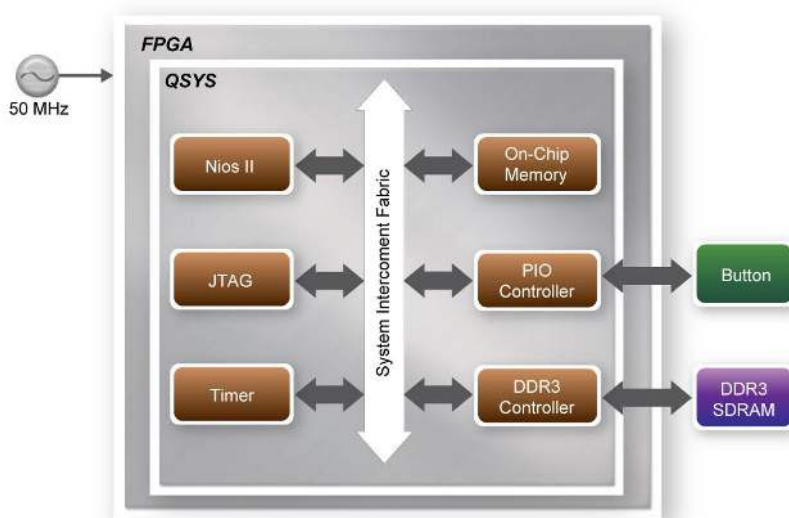 FPGA
QSYS
50 MHz
Nios II
On-Chip
Memory
System Intercoment Fabric
JTAG
PIO
Controller
Button
Timer
DDR3
Controller
DDR3
SDRAM